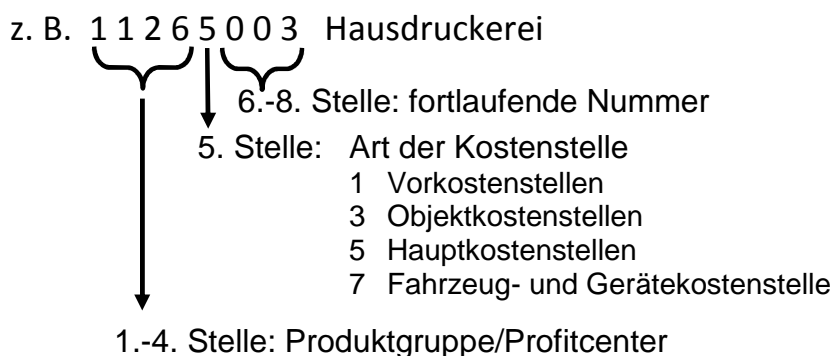 z. B. 1 1 2 6 5 0 0 3 Hausdruckerei
6.-8. Stelle: fortlaufende Nummer
5. Stelle: Art der Kostenstelle
1 Vorkostenstellen
3 Objektkostenstellen
5 Hauptkostenstellen
7 Fahrzeug- und Gerätekostenstelle
1.-4. Stelle: Produktgruppe/Profitcenter